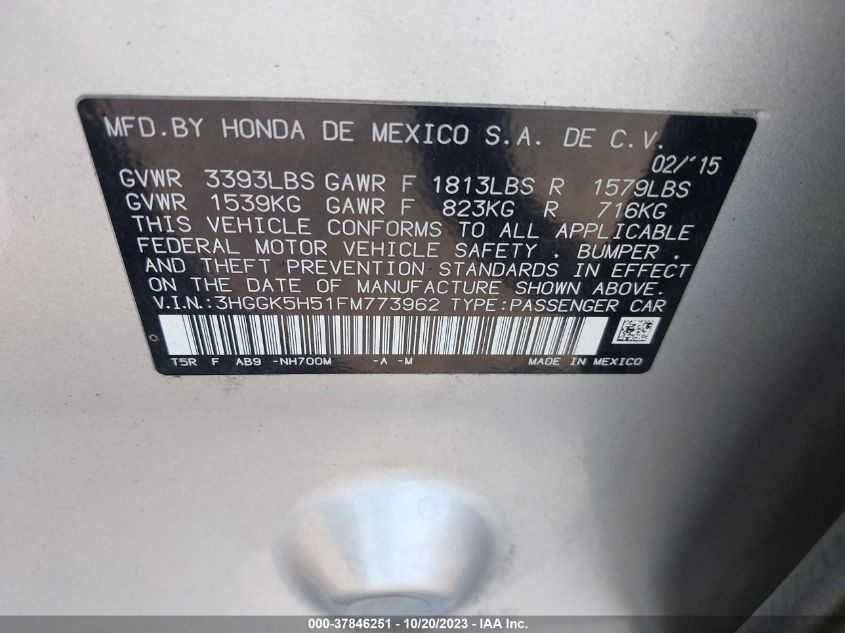 MFD.BY HONDA DE MEXICO S.A. DE C.V.
02/'15
GVWR 3393LBS GAWR F 1813LBS R 1579LBS
GVWR 1539KG GAWR F 823KG R 716KG
THIS VEHICLE CONFORMS TO ALL APPLICABLE
FEDERAL MOTOR VEHICLE SAFETY . BUMPER .
AND THEFT PREVENTION STANDARDS IN EFFECT
ON THE DATE OF MANUFACTURE SHOWN ABOVE.
V.I.N.:3HGGK5H51FM773962 TYPE:PASSENGER CAR
T5R F AB9 -NH700M -A -M MADE IN MEXICO
000-37846251 - 10/20/2023 - IAA Inc.